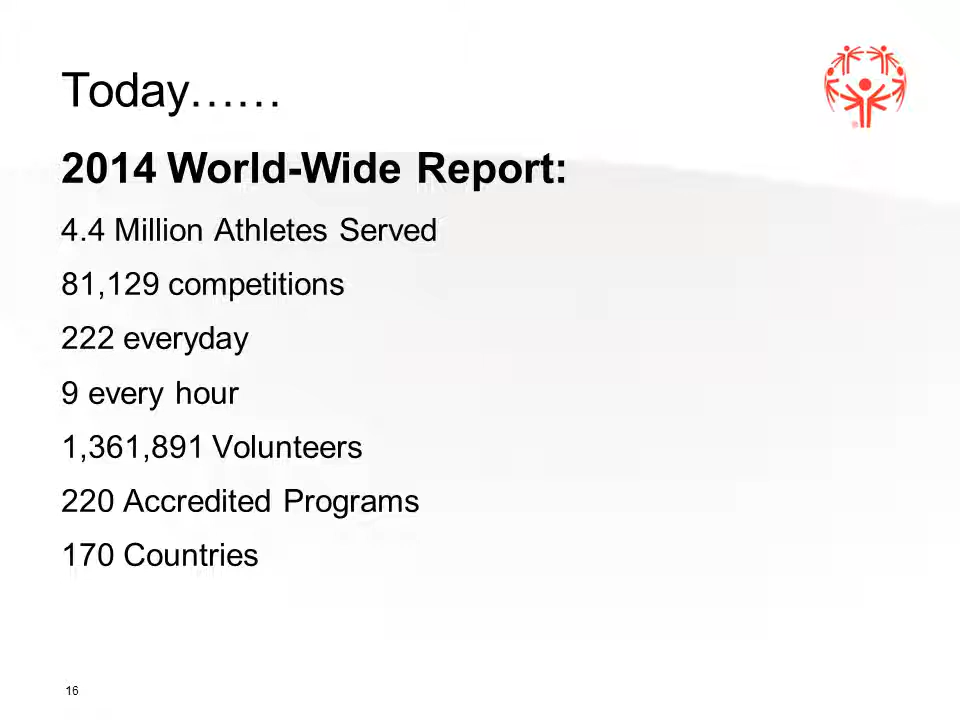 Today……
2014 World-Wide Report:
4.4 Million Athletes Served
81,129 competitions
222 everyday
9 every hour
1,361,891 Volunteers
220 Accredited Programs
170 Countries
®
16